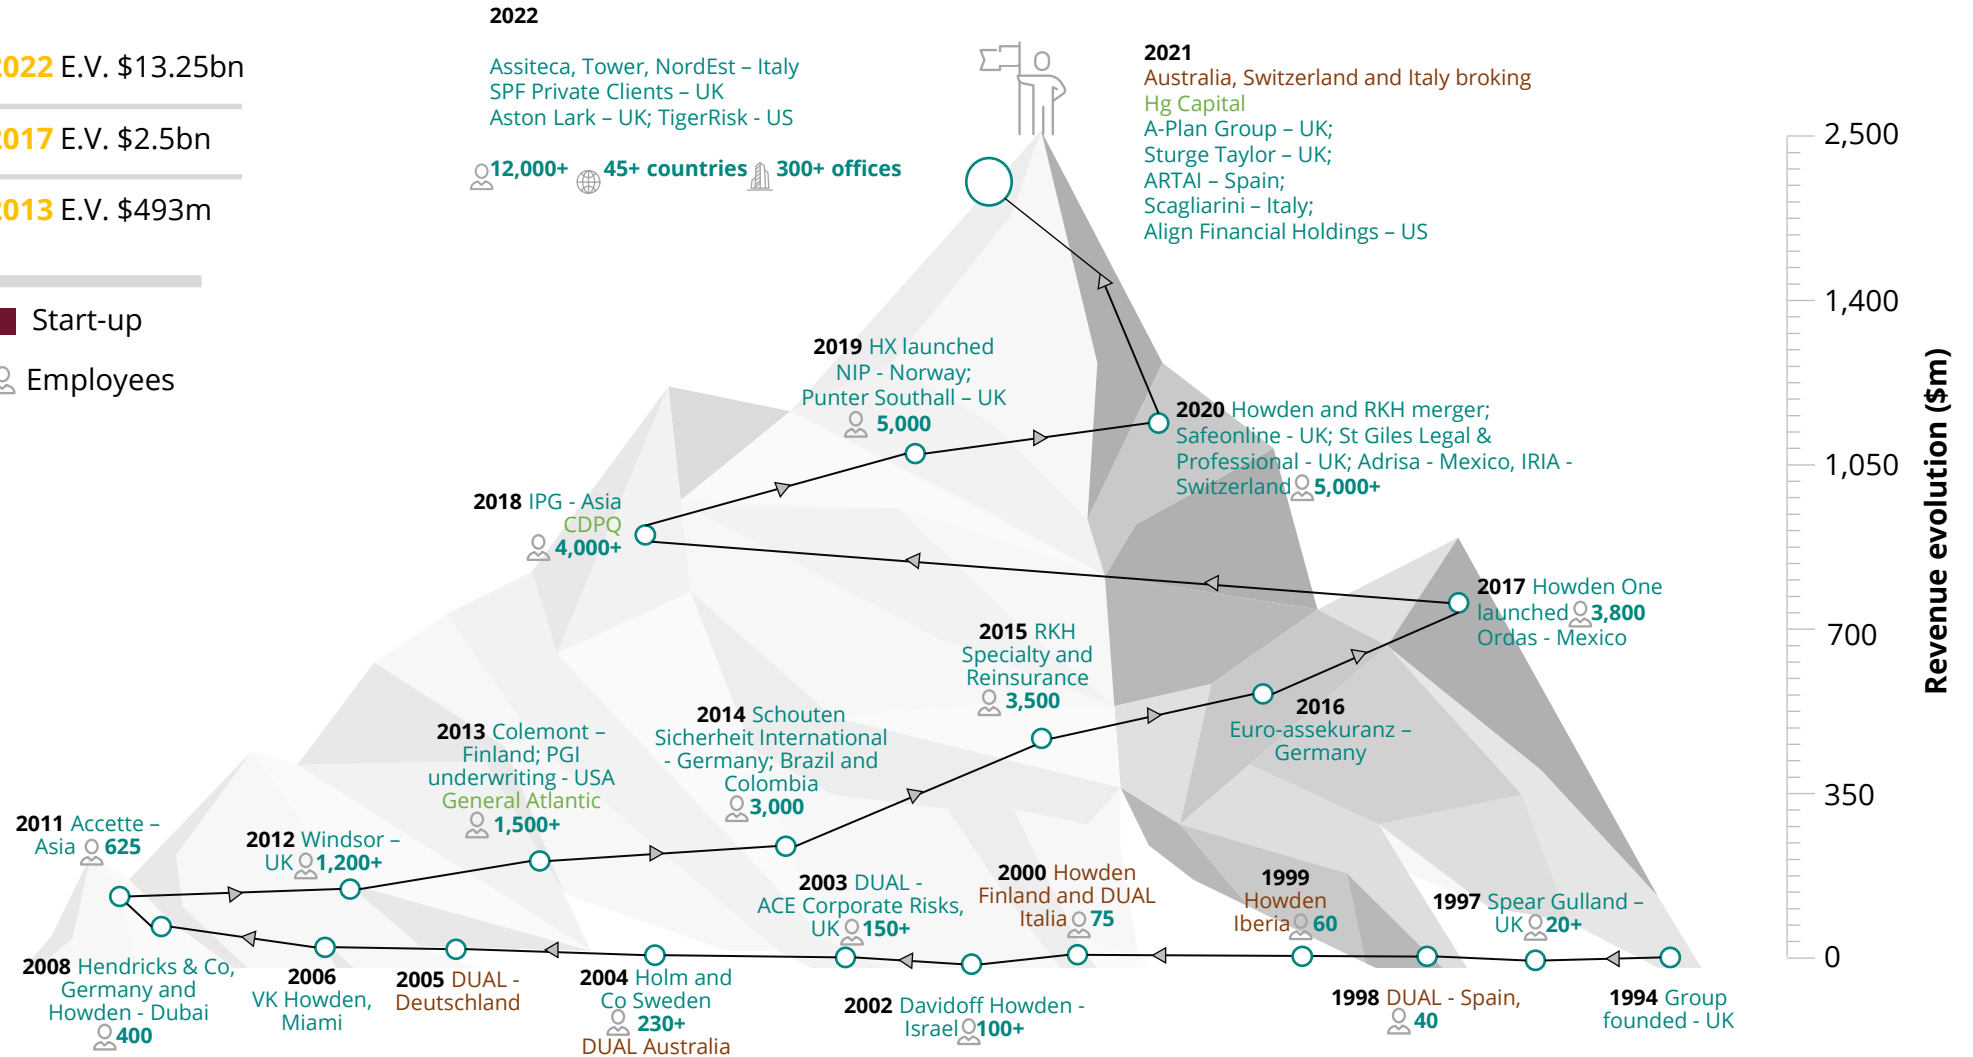 2022
Assiteca, Tower, NordEst – Italy
SPF Private Clients – UK
Aston Lark – UK; TigerRisk - US
12,000+ 45+ countries 300+ offices
2021
Australia, Switzerland and Italy broking
Hg Capital
A-Plan Group – UK;
Sturge Taylor – UK;
ARTAI – Spain;
Scagliarini – Italy;
Align Financial Holdings – US
2022 E.V. $13.25bn
2017 E.V. $2.5bn
2013 E.V. $493m
Start-up
Employees
2019 HX launched
NIP - Norway;
Punter Southall – UK
5,000
2020 Howden and RKH merger;
Safeonline - UK; St Giles Legal &
Professional - UK; Adrisa - Mexico, IRIA -
Switzerland 5,000+
2018 IPG - Asia
CDPQ
4,000+
2017 Howden One
launched 3,800
Ordas - Mexico
2015 RKH
Specialty and
Reinsurance
3,500
2016
Euro-assekuranz –
Germany
2014 Schouten
Sicherheit International
- Germany; Brazil and
Colombia
3,000
2013 Colemont –
Finland; PGI
underwriting - USA
General Atlantic
1,500+
2011 Accette –
Asia 625
2012 Windsor –
UK 1,200+
2003 DUAL -
ACE Corporate Risks,
UK 150+
2000 Howden
Finland and DUAL
Italia 75
1999
Howden
Iberia 60
1997 Spear Gulland –
UK 20+
2008 Hendricks & Co,
Germany and
Howden - Dubai
400
2006
VK Howden,
Miami
2005 DUAL -
Deutschland
2004 Holm and
Co Sweden
230+
DUAL Australia
2002 Davidoff Howden -
Israel 100+
1998 DUAL - Spain,
40
1994 Group
founded - UK
2,500
1,400
1,050
700
350
0
Revenue evolution ($m)